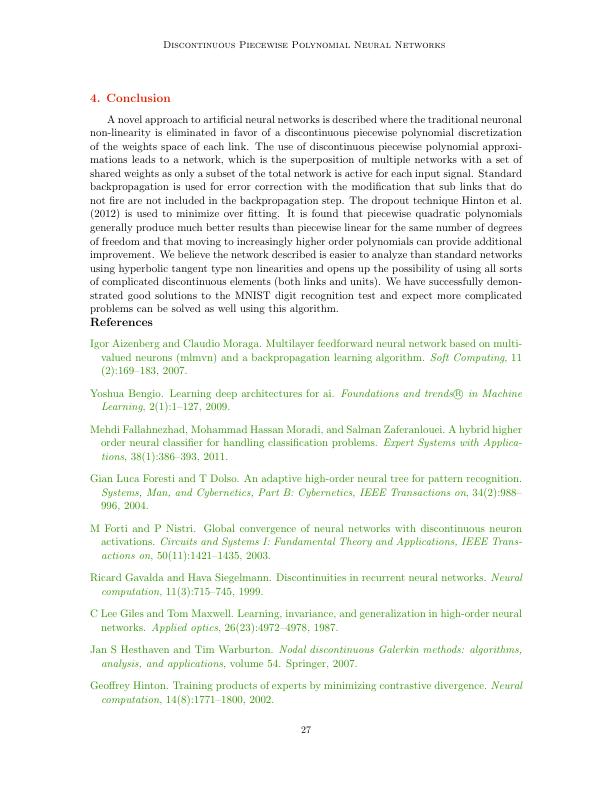 Discontinuous Piecewise Polynomial Neural Networks
4. Conclusion
A novel approach to artificial neural networks is described where the traditional neuronal
non-linearity is eliminated in favor of a discontinuous piecewise polynomial discretization
of the weights space of each link. The use of discontinuous piecewise polynomial approxi-
mations leads to a network, which is the superposition of multiple networks with a set of
shared weights as only a subset of the total network is active for each input signal. Standard
backpropagation is used for error correction with the modification that sub links that do
not fire are not included in the backpropagation step. The dropout technique Hinton et al.
(2012) is used to minimize over fitting. It is found that piecewise quadratic polynomials
generally produce much better results than piecewise linear for the same number of degrees
of freedom and that moving to increasingly higher order polynomials can provide additional
improvement. We believe the network described is easier to analyze than standard networks
using hyperbolic tangent type non linearities and opens up the possibility of using all sorts
of complicated discontinuous elements (both links and units). We have successfully demon-
strated good solutions to the MNIST digit recognition test and expect more complicated
problems can be solved as well using this algorithm.
References
Igor Aizenberg and Claudio Moraga. Multilayer feedforward neural network based on multi-
valued neurons (mlmvn) and a backpropagation learning algorithm. Soft Computing, 11
(2):169–183, 2007.
Yoshua Bengio. Learning deep architectures for ai. Foundations and trends® in Machine
Learning, 2(1):1–127, 2009.
Mehdi Fallahnezhad, Mohammad Hassan Moradi, and Salman Zaferanlouei. A hybrid higher
order neural classifier for handling classification problems. Expert Systems with Applica-
tions, 38(1):386–393, 2011.
Gian Luca Foresti and T Dolso. An adaptive high-order neural tree for pattern recognition.
Systems, Man, and Cybernetics, Part B: Cybernetics, IEEE Transactions on, 34(2):988–
996, 2004.
M Forti and P Nistri. Global convergence of neural networks with discontinuous neuron
activations. Circuits and Systems I: Fundamental Theory and Applications, IEEE Trans-
actions on, 50(11):1421–1435, 2003.
Ricard Gavalda and Hava Siegelmann. Discontinuities in recurrent neural networks. Neural
computation, 11(3):715–745, 1999.
C Lee Giles and Tom Maxwell. Learning, invariance, and generalization in high-order neural
networks. Applied optics, 26(23):4972–4978, 1987.
Jan S Hesthaven and Tim Warburton. Nodal discontinuous Galerkin methods: algorithms,
analysis, and applications, volume 54. Springer, 2007.
Geoffrey Hinton. Training products of experts by minimizing contrastive divergence. Neural
computation, 14(8):1771–1800, 2002.
27